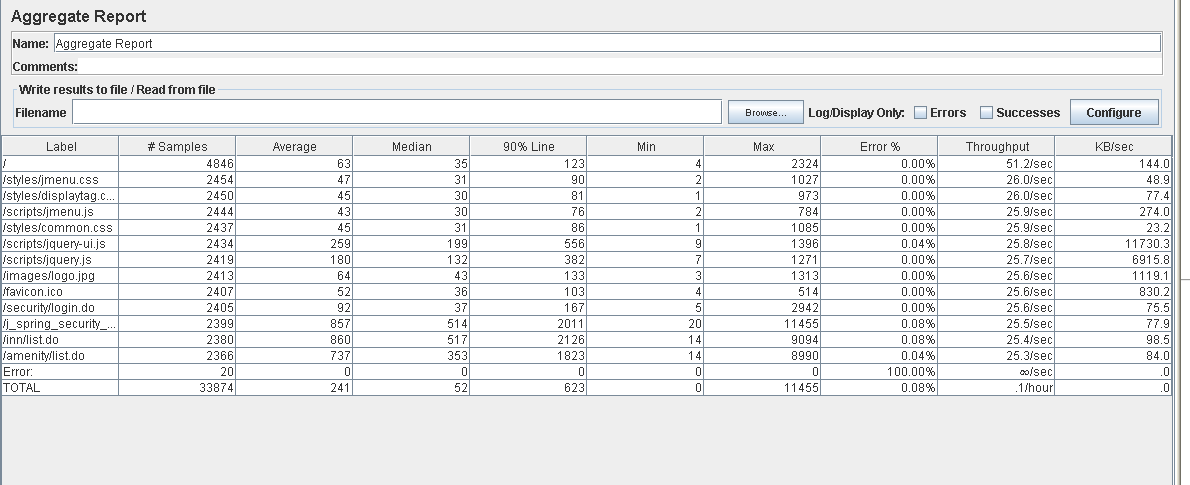 Aggregate Report
Name: Aggregate Report
Comments:
Write results to file / Read from file
Filename Browse... Log/Display Only: Errors Successes Configure
Label # Samples Average Median 90% Line Min Max Error % Throughput KB/sec
/ 4846 63 35 123 4 2324 0.00% 51.2/sec 144.0
/styles/jmenu.css 2454 47 31 90 2 1027 0.00% 26.0/sec 48.9
/styles/displaytag.c... 2450 45 30 81 1 973 0.00% 26.0/sec 77.4
/scripts/jmenu.js 2444 43 30 76 2 784 0.00% 25.9/sec 274.0
/styles/common.css 2437 45 31 86 1 1085 0.00% 25.9/sec 23.2
/scripts/jquery-ui.js 2434 259 199 556 9 1396 0.04% 25.8/sec 11730.3
/scripts/jquery.js 2419 180 132 382 7 1271 0.00% 25.7/sec 6915.8
/images/logo.jpg 2413 64 43 133 3 1313 0.00% 25.6/sec 1119.1
/favicon.ico 2407 52 36 103 4 514 0.00% 25.6/sec 830.2
/security/login.do 2405 92 37 167 5 2942 0.00% 25.6/sec 75.5
/j_spring_security_... 2399 857 514 2011 20 11455 0.08% 25.5/sec 77.9
/inn/list.do 2380 860 517 2126 14 9094 0.08% 25.4/sec 98.5
/amenity/list.do 2366 737 353 1823 14 8990 0.04% 25.3/sec 84.0
Error: 20 0 0 0 0 0 100.00% ∞/sec .0
TOTAL 33874 241 52 623 0 11455 0.08% .1/hour .0